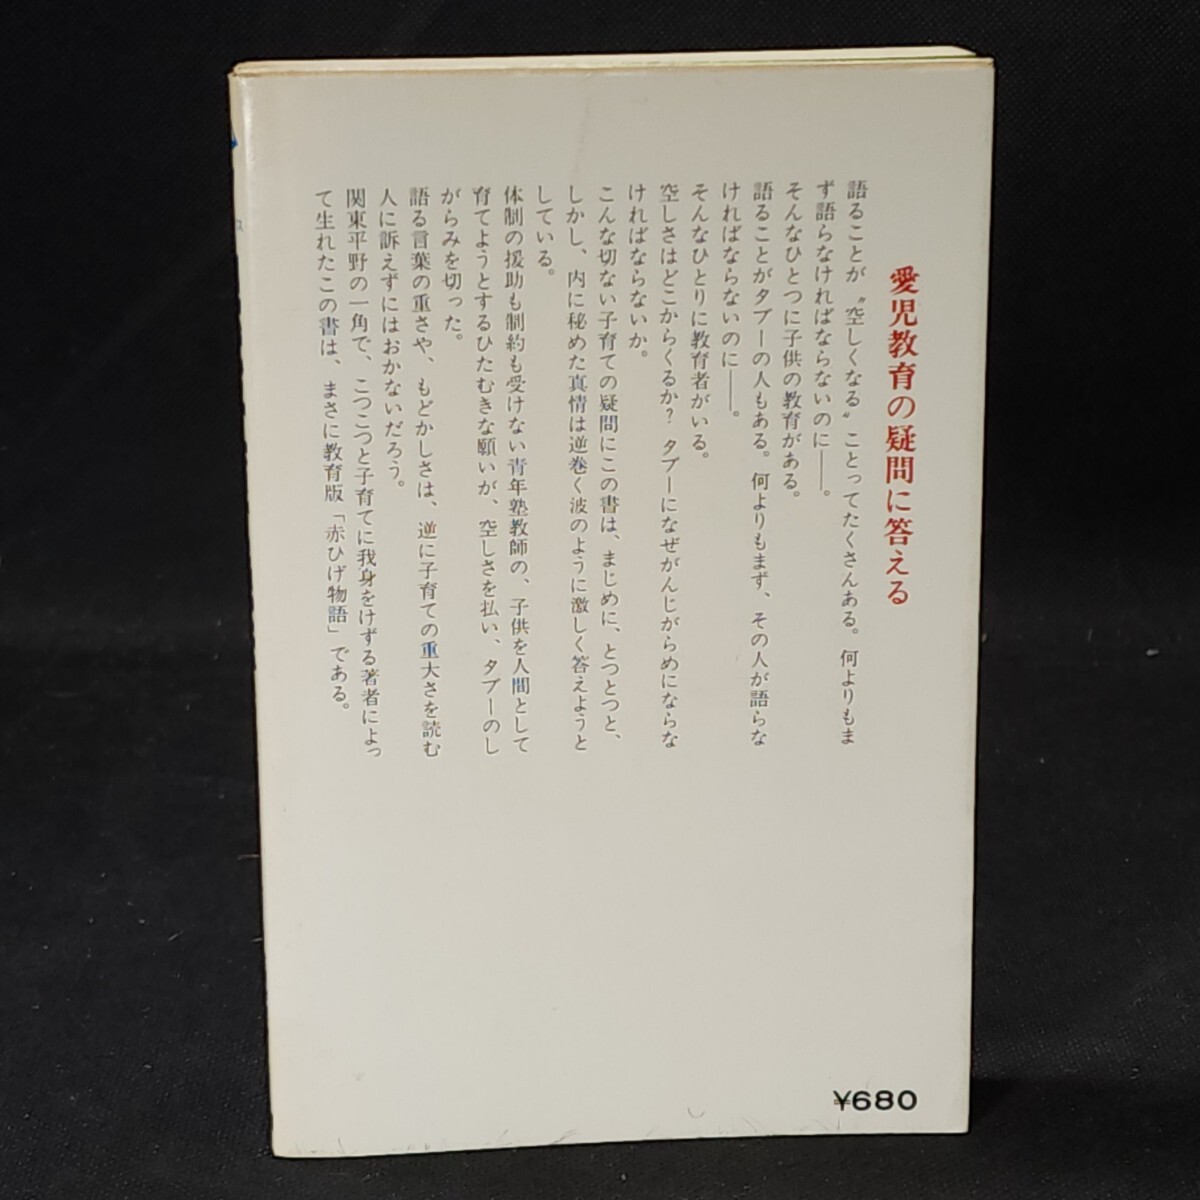 愛児教育の疑問に答える
語ることが〝空しくなる〟ことってたくさんある。何よりもま
ず語らなければならないのに――。
そんなひとつに子供の教育がある。
語ることがタブーの人もある。何よりもまず、その人が語らな
ければならないのに――。
そんなひとりに教育者がいる。
空しさはどこからくるか？タブーになぜがんじがらめにならな
ければならないか。
こんな切ない子育ての疑問にこの書は、まじめに、とつとつと、
しかし、内に秘めた真情は逆巻く波のように激しく答えようと
している。
体制の援助も制約も受けない青年塾教師の、子供を人間として
育てようとするひたむきな願いが、空しさを払い、タブーのし
がらみを切った。
語る言葉の重さや、もどかしさは、逆に子育ての重大さを読む
人に訴えずにはおかないだろう。
関東平野の一角で、こつこつと子育てに我身をけずる著者によっ
て生れたこの書は、まさに教育版「赤ひげ物語」である。
¥680
ス